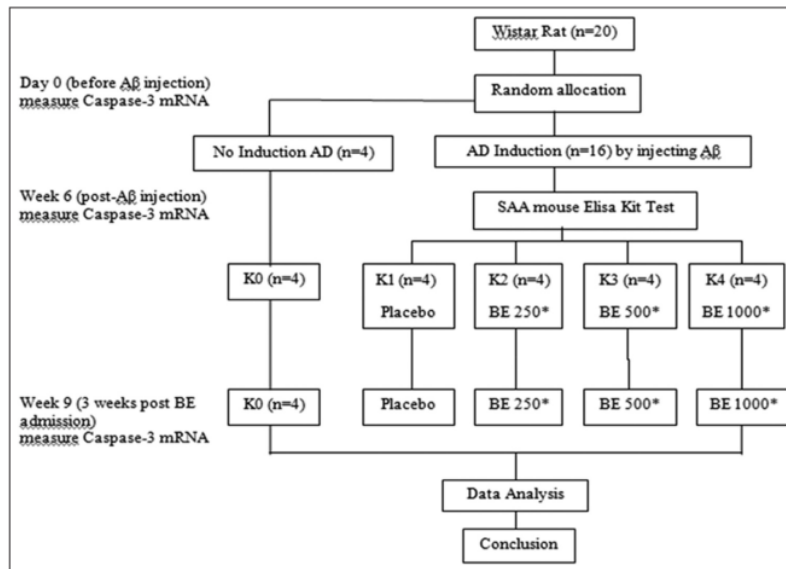 Wistar Rat (n=20)
Day 0 (before Aβ injection)
measure Caspase-3 mRNA
Random allocation
No Induction AD (n=4)
AD Induction (n=16) by injecting Aβ
Week 6 (post-Aβ injection)
measure Caspase-3 mRNA
SAA mouse Elisa Kit Test
K0 (n=4)
K1 (n=4)
Placebo
K2 (n=4)
BE 250*
K3 (n=4)
BE 500*
K4 (n=4)
BE 1000*
Week 9 (3 weeks post BE
admission)
measure Caspase-3 mRNA
K0 (n=4)
Placebo
BE 250*
BE 500*
BE 1000*
Data Analysis
Conclusion